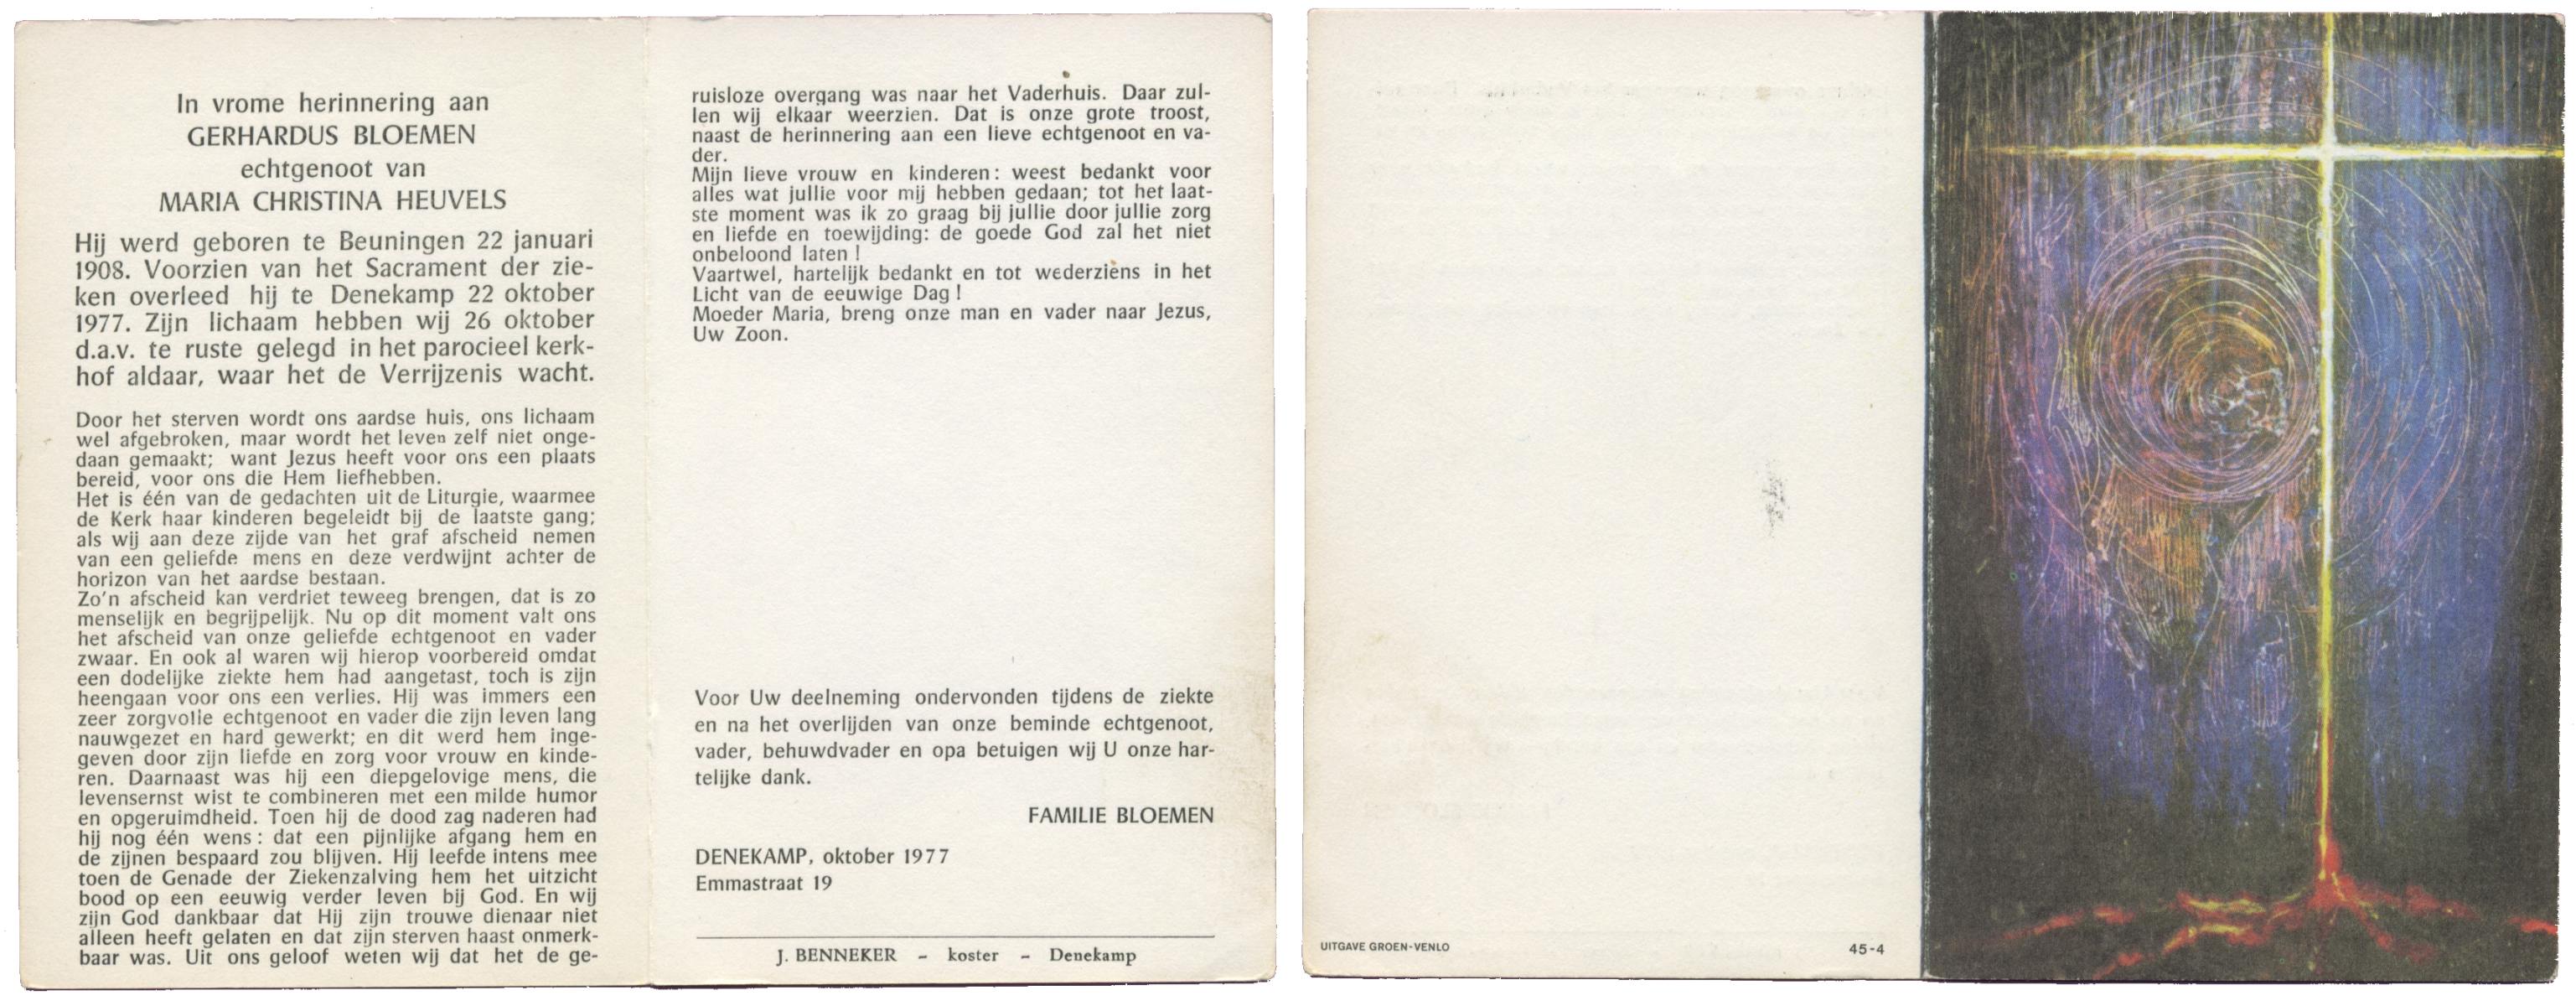 In vrome herinnering aan
GERHARDUS BLOEMEN
echtgenoot van
MARIA CHRISTINA HEUVELS
Hij werd geboren te Beuningen 22 januari
1908. Voorzien van het Sacrament der zie-
ken overleed hij te Denekamp 22 oktober
1977. Zijn lichaam hebben wij 26 oktober
d.a.v. te ruste gelegd in het parocieel kerk-
hof aldaar, waar het de Verrijzenis wacht.
Door het sterven wordt ons aardse huis, ons lichaam
wel afgebroken, maar wordt het leven zelf niet onge-
daan gemaakt; want Jezus heeft voor ons een plaats
bereid, voor ons die Hem liefhebben.
Het is één van de gedachten uit de Liturgie, waarmee
de Kerk haar kinderen begeleidt bij de laatste gang;
als wij aan deze zijde van het graf afscheid nemen
van een geliefde mens en deze verdwijnt achter de
horizon van het aardse bestaan.
Zo'n afscheid kan verdriet teweeg brengen, dat is zo
menselijk en begrijpelijk. Nu op dit moment valt ons
het afscheid van onze geliefde echtgenoot en vader
zwaar. En ook al waren wij hierop voorbereid omdat
een dodelijke ziekte hem had aangetast, toch is zijn
heengaan voor ons een verlies. Hij was immers een
zeer zorgvolle echtgenoot en vader die zijn leven lang
nauwgezet en hard gewerkt; en dit werd hem inge-
geven door zijn liefde en zorg voor vrouw en kinde-
ren. Daarnaast was hij een diepgelovige mens, die
levensernst wist te combineren met een milde humor
en opgeruimdheid. Toen hij de dood zag naderen had
hij nog één wens: dat een pijnlijke afgang hem en
de zijnen bespaard zou blijven. Hij leefde intens mee
toen de Genade der Ziekenzalving hem het uitzicht
bood op een eeuwig verder leven bij God. En wij
zijn God dankbaar dat Hij zijn trouwe dienaar niet
alleen heeft gelaten en dat zijn sterven haast onmerk-
baar was. Uit ons geloof weten wij dat het de ge-
ruisloze overgang was naar het Vaderhuis. Daar zul-
len wij elkaar weerzien. Dat is onze grote troost,
naast de herinnering aan een lieve echtgenoot en va-
der.
Mijn lieve vrouw en kinderen: weest bedankt voor
alles wat jullie voor mij hebben gedaan; tot het laat-
ste moment was ik zo graag bij jullie door jullie zorg
en liefde en toewijding: de goede God zal het niet
onbeloond laten !
Vaartwel, hartelijk bedankt en tot wederziens in het
Licht van de eeuwige Dag !
Moeder Maria, breng onze man en vader naar Jezus,
Uw Zoon.
Voor Uw deelneming ondervonden tijdens de ziekte
en na het overlijden van onze beminde echtgenoot,
vader, behuwdvader en opa betuigen wij U onze har-
telijke dank.
FAMILIE BLOEMEN
DENEKAMP, oktober 1977
Emmastraat 19
J. BENNEKER - koster - Denekamp
UITGAVE GROEN-VENLO
45-4